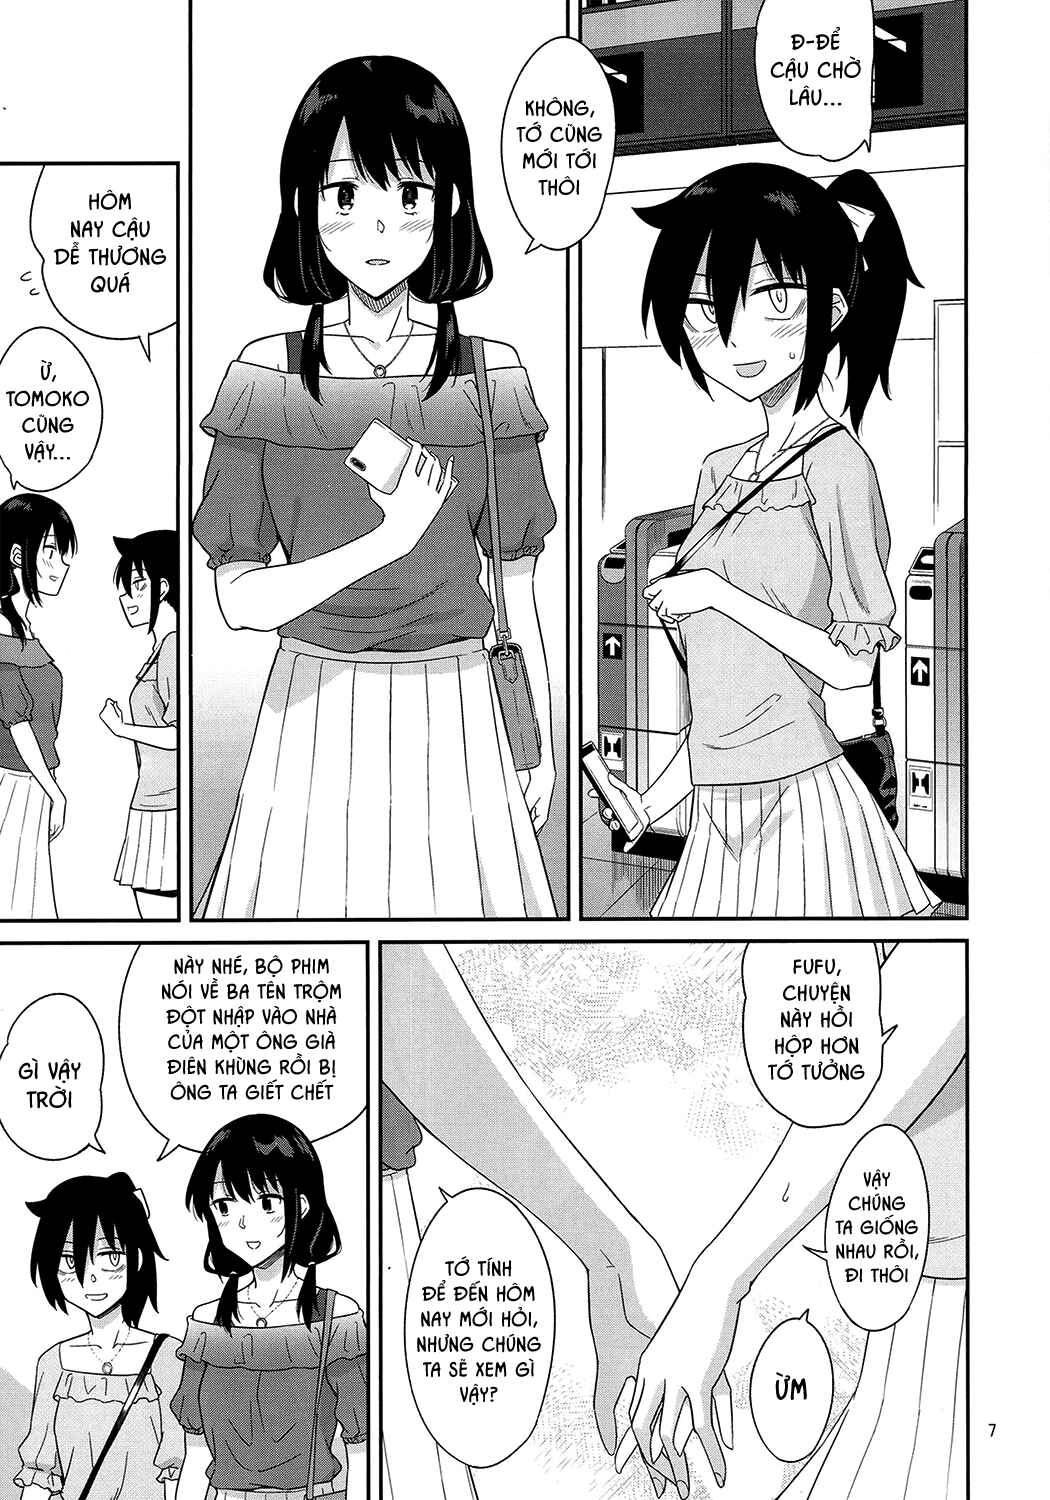 Đ-ĐỂ
CẬU CHỜ
LÂU...
KHÔNG,
TỚ CŨNG
MỚI TỚI
THÔI
HÔM
NAY CẬU
DỄ THƯƠNG
QUÁ
Ừ,
TOMOKO
CŨNG
VẬY...
FUFU,
CHUYỆN
NÀY HỒI
HỘP HƠN
TỚ TƯỞNG
VẬY
CHÚNG
TA GIỐNG
NHAU RỒI,
ĐI THÔI
ỪM
TỚ TÍNH
ĐỂ ĐẾN HÔM
NAY MỚI HỎI,
NHƯNG CHÚNG
TA SẼ XEM GÌ
VẬY?
NÀY NHÉ, BỘ PHIM
NÓI VỀ BA TÊN TRỘM
ĐỘT NHẬP VÀO NHÀ
CỦA MỘT ÔNG GIÀ
ĐIÊN KHÙNG RỒI BỊ
ÔNG TA GIẾT CHẾT
GÌ VẬY
TRỜI
7